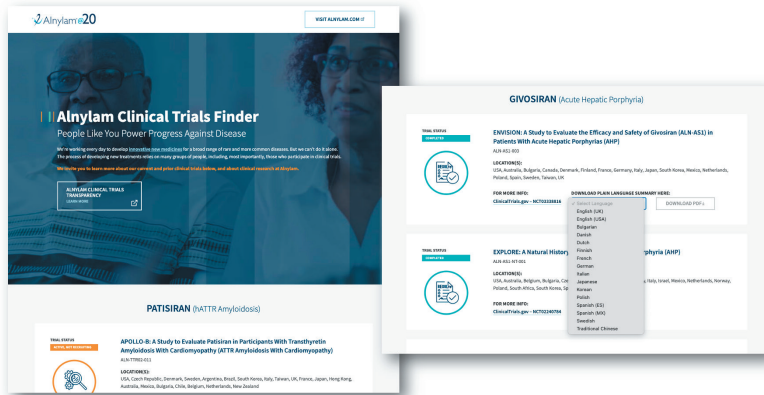 Alnylam@20
VISIT ALNYLAM.COM
Alnylam Clinical Trials Finder
People Like You Power Progress Against Disease
We're working every day to develop innovative new medicines for a broad range of rare and more common diseases. But we can't do it alone.
The process of developing new treatments relies on many groups of people, including, most importantly, those who participate in clinical trials.
We invite you to learn more about our current and prior clinical trials below, and about clinical research at Alnylam.
ALNYLAM CLINICAL TRIALS
TRANSPARENCY
LEARN MORE
PATISIRAN (hATTR Amyloidosis)
TRIAL STATUS
ACTIVE, NOT RECRUITING
APOLLO-B: A Study to Evaluate Patisiran in Participants With Transthyretin
Amyloidosis With Cardiomyopathy (ATTR Amyloidosis With Cardiomyopathy)
ALN-TTR02-011
LOCATION(S):
USA, Czech Republic, Denmark, Sweden, Argentina, Brazil, South Korea, Italy, Taiwan, UK, France, Japan, Hong Kong,
Australia, Mexico, Bulgaria, Chile, Belgium, Netherlands, New Zealand
GIVOSIRAN (Acute Hepatic Porphyria)
TRIAL STATUS
COMPLETED
RESULTS
ENVISION: A Study to Evaluate the Efficacy and Safety of Givosiran (ALN-AS1) in
Patients With Acute Hepatic Porphyrias (AHP)
ALN-AS1-003
LOCATION(S):
USA, Australia, Bulgaria, Canada, Denmark, Finland, France, Germany, Italy, Japan, South Korea, Mexico, Netherlands,
Poland, Spain, Sweden, Taiwan, UK
FOR MORE INFO:
ClinicalTrials.gov - NCT03338816
DOWNLOAD PLAIN LANGUAGE SUMMARY HERE:
✓ Select Language
English (UK)
English (USA)
Bulgarian
Danish
Dutch
Finnish
French
German
Italian
Japanese
Korean
Polish
Spanish (ES)
Spanish (MX)
Swedish
Traditional Chinese
DOWNLOAD PDF
TRIAL STATUS
COMPLETED
EXPLORE: A Natural History
phyria (AHP)
ALN-AS1-NT-001
LOCATION(S):
USA, Australia, Belgium, Bulgaria,
Italy, Israel, Mexico, Netherlands, Norway,
Poland, South Africa, South Korea,
FOR MORE INFO:
ClinicalTrials.gov - NCT02240784